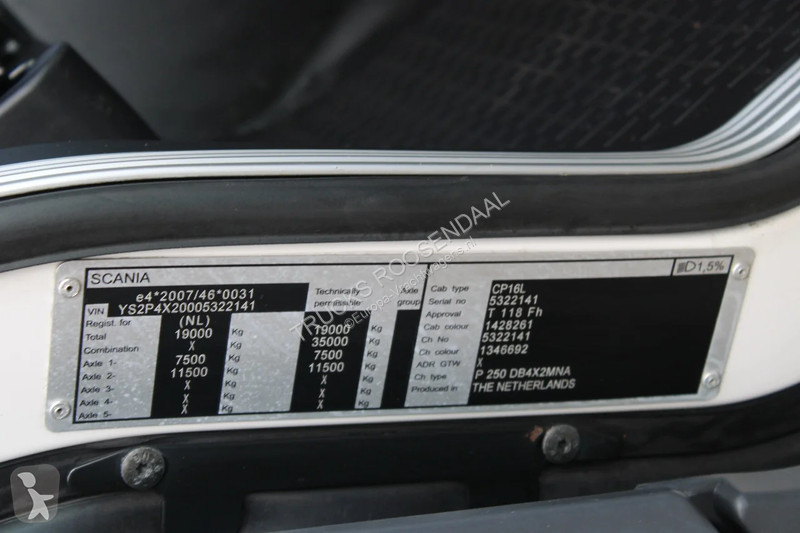 SCANIA
e4*2007/46*0031
VIN YS2P4X20005322141
Regist. for (NL)
Total 19000 Kg
Combination X Kg
Axle 1- 7500 Kg
Axle 2- 11500 Kg
Axle 3- X Kg
Axle 4- X Kg
Axle 5- X Kg
Technically permissable
19000 Kg
35000 Kg
7500 Kg
11500 Kg
X Kg
X Kg
X Kg
group
1,5%
Cab type CP16L
Serial no 5322141
Approval T 118 Fh
Cab colour 1428261
Ch no 5322141
Ch colour 1346692
ADR GTW X
Ch type P 250 DB4X2MNA
Produced in THE NETHERLANDS
TRUCKS ROOSENDAAL